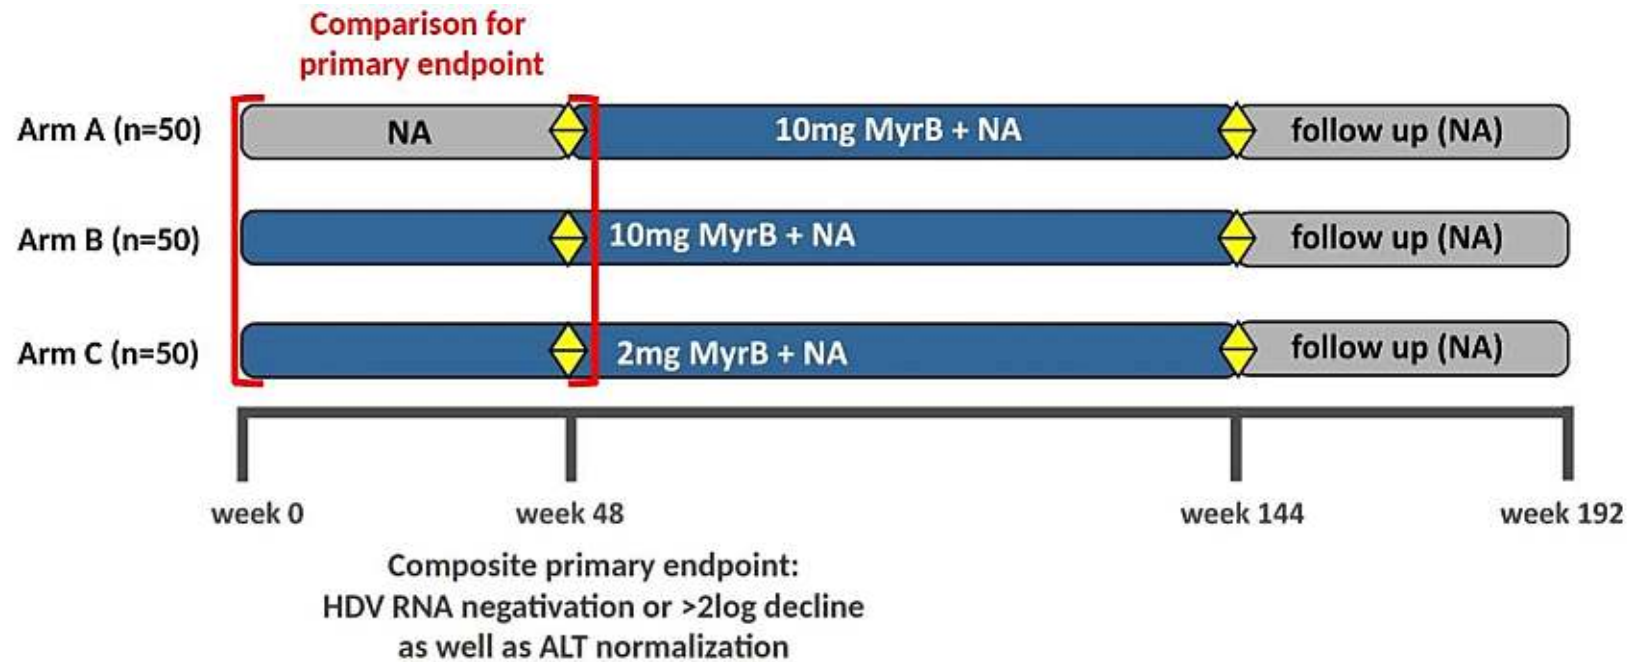 Comparison for
primary endpoint
Arm A (n=50)
NA
10mg MyrB + NA
follow up (NA)
Arm B (n=50)
10mg MyrB + NA
follow up (NA)
Arm C (n=50)
2mg MyrB + NA
follow up (NA)
week 0
week 48
week 144
week 192
Composite primary endpoint:
HDV RNA negativation or >2log decline
as well as ALT normalization